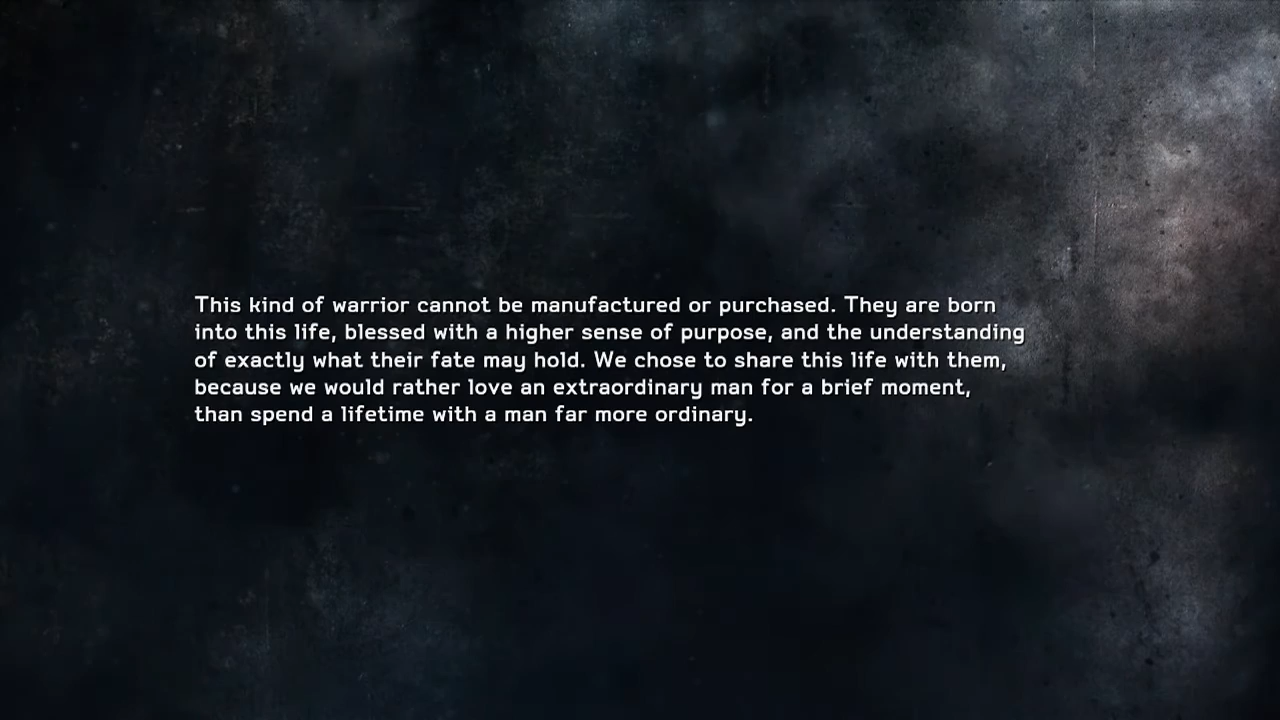 This kind of warrior cannot be manufactured or purchased. They are born
into this life, blessed with a higher sense of purpose, and the understanding
of exactly what their fate may hold. We chose to share this life with them,
because we would rather love an extraordinary man for a brief moment,
than spend a lifetime with a man far more ordinary.